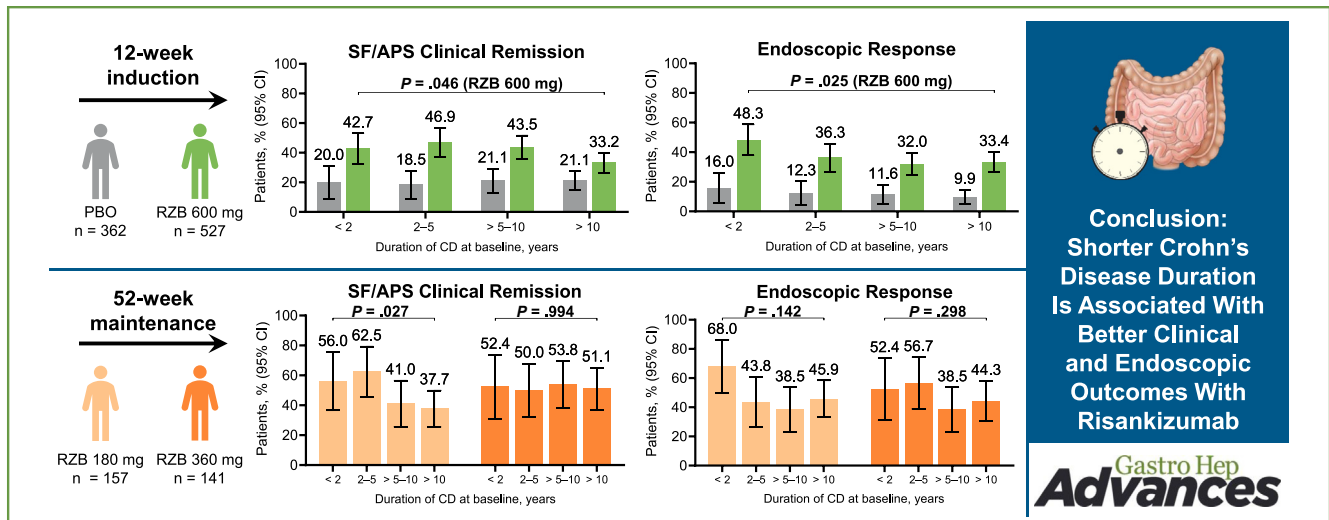 12-week
induction
PBO
n = 362
RZB 600 mg
n = 527
SF/APS Clinical Remission
Patients, % (95% CI)
100
80
60
40
20
0
P = .046 (RZB 600 mg)
20.0
42.7
18.5
46.9
21.1
43.5
21.1
33.2
< 2
2–5
> 5–10
> 10
Duration of CD at baseline, years
Endoscopic Response
Patients, % (95% CI)
100
80
60
40
20
0
P = .025 (RZB 600 mg)
16.0
48.3
12.3
36.3
11.6
32.0
9.9
33.4
< 2
2–5
> 5–10
> 10
Duration of CD at baseline, years
52-week
maintenance
RZB 180 mg
n = 157
RZB 360 mg
n = 141
SF/APS Clinical Remission
Patients, % (95% CI)
100
80
60
40
20
0
P = .027
56.0
62.5
41.0
37.7
P = .994
52.4
50.0
53.8
51.1
< 2
2–5
> 5–10
> 10
< 2
2–5
> 5–10
> 10
Duration of CD at baseline, years
Endoscopic Response
Patients, % (95% CI)
100
80
60
40
20
0
P = .142
68.0
43.8
38.5
45.9
P = .298
52.4
56.7
38.5
44.3
< 2
2–5
> 5–10
> 10
< 2
2–5
> 5–10
> 10
Duration of CD at baseline, years
Conclusion:
Shorter Crohn’s
Disease Duration
Is Associated With
Better Clinical
and Endoscopic
Outcomes With
Risankizumab
Gastro Hep
Advances